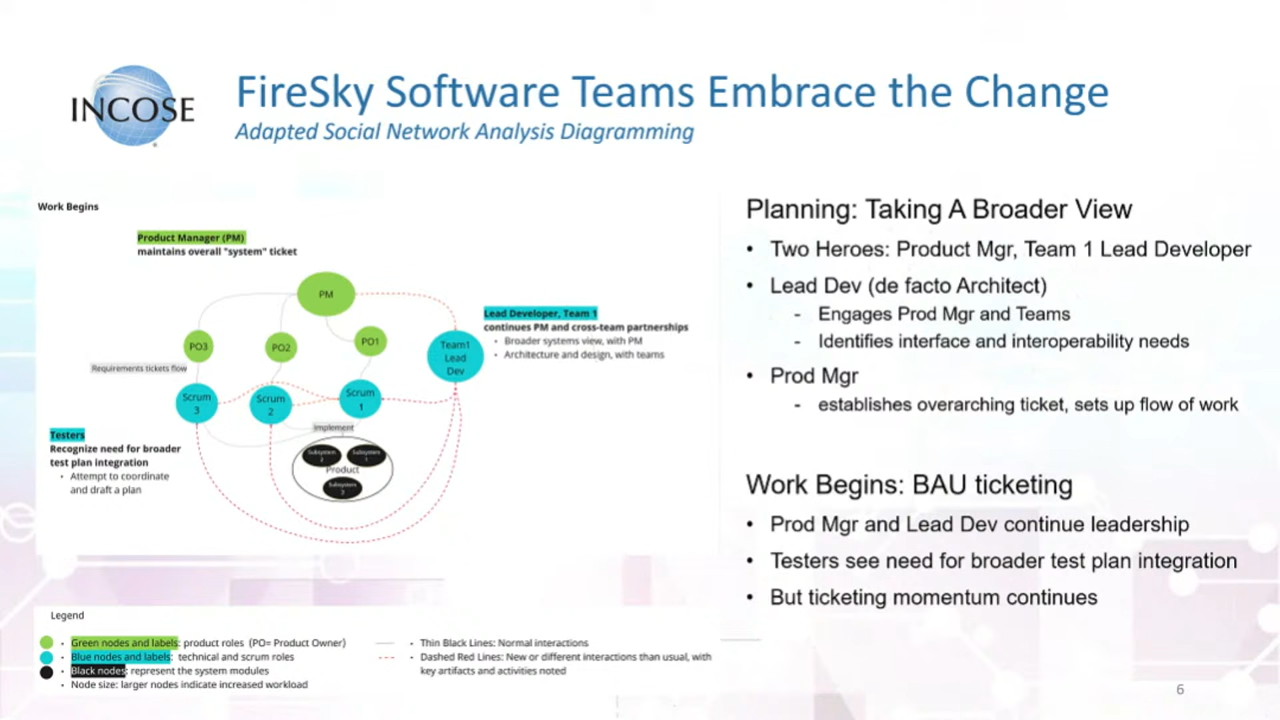 INCOSE
FireSky Software Teams Embrace the Change
Adapted Social Network Analysis Diagramming
Work Begins
Product Manager (PM)
maintains overall "system" ticket
PM
Lead Developer, Team 1
continues PM and cross-team partnerships
• Broader systems view, with PM
• Architecture and design, with teams
PO3
PO2
PO1
Team1
Lead
Dev
Requirements tickets flow
Scrum
3
Scrum
2
Scrum
1
Implement
Testers
Recognize need for broader
test plan integration
• Attempt to coordinate
and draft a plan
Subsystem
2
Subsystem
1
Product
Subsystem
3
Planning: Taking A Broader View
• Two Heroes: Product Mgr, Team 1 Lead Developer
• Lead Dev (de facto Architect)
- Engages Prod Mgr and Teams
- Identifies interface and interoperability needs
• Prod Mgr
- establishes overarching ticket, sets up flow of work
Work Begins: BAU ticketing
• Prod Mgr and Lead Dev continue leadership
• Testers see need for broader test plan integration
• But ticketing momentum continues
Legend
• Green nodes and labels: product roles (PO= Product Owner)
• Blue nodes and labels: technical and scrum roles
• Black nodes: represent the system modules
• Node size: larger nodes indicate increased workload
• Thin Black Lines: Normal interactions
• Dashed Red Lines: New or different interactions than usual, with
key artifacts and activities noted
6